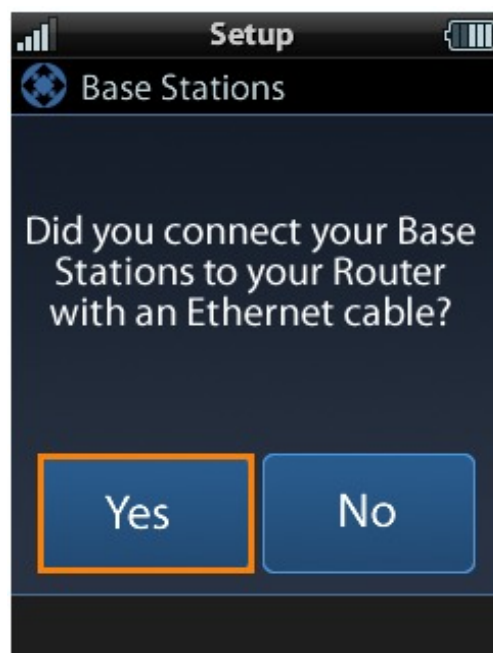 Setup
Base Stations
Did you connect your Base
Stations to your Router
with an Ethernet cable?
Yes No